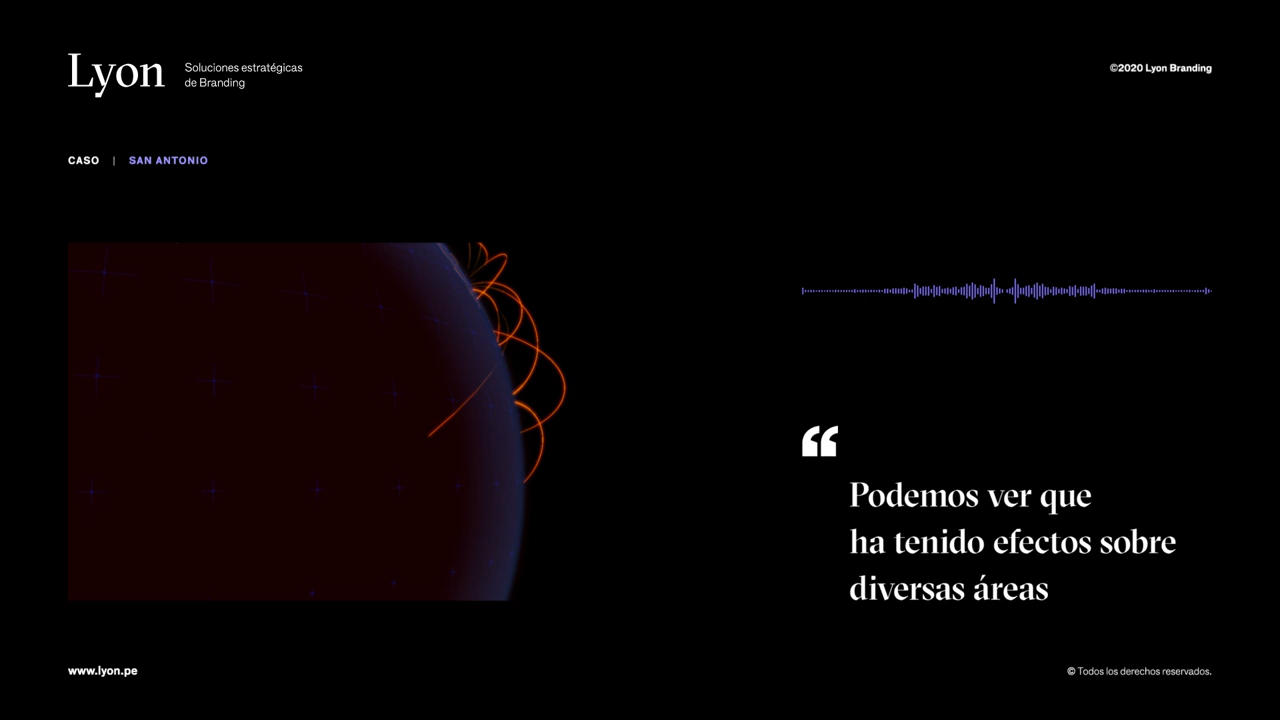 Lyon
Soluciones estratégicas
de Branding
©2020 Lyon Branding
CASO | SAN ANTONIO
“
Podemos ver que
ha tenido efectos sobre
diversas áreas
www.lyon.pe
© Todos los derechos reservados.